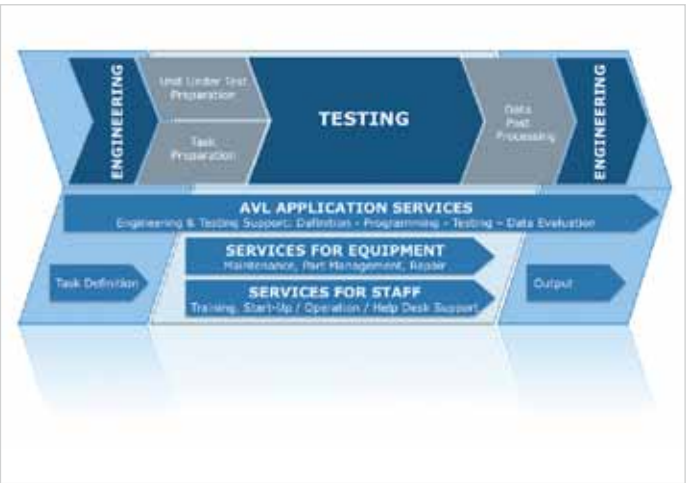 ENGINEERING
Unit Under Test
Preparation
Task
Preparation
TESTING
Data
Post
Processing
ENGINEERING
AVL APPLICATION SERVICES
Engineering & Testing Support: Definition - Programming - Testing – Data Evaluation
SERVICES FOR EQUIPMENT
Maintenance, Part Management, Repair
Task Definition
Output
SERVICES FOR STAFF
Training, Start-Up / Operation / Help Desk Support